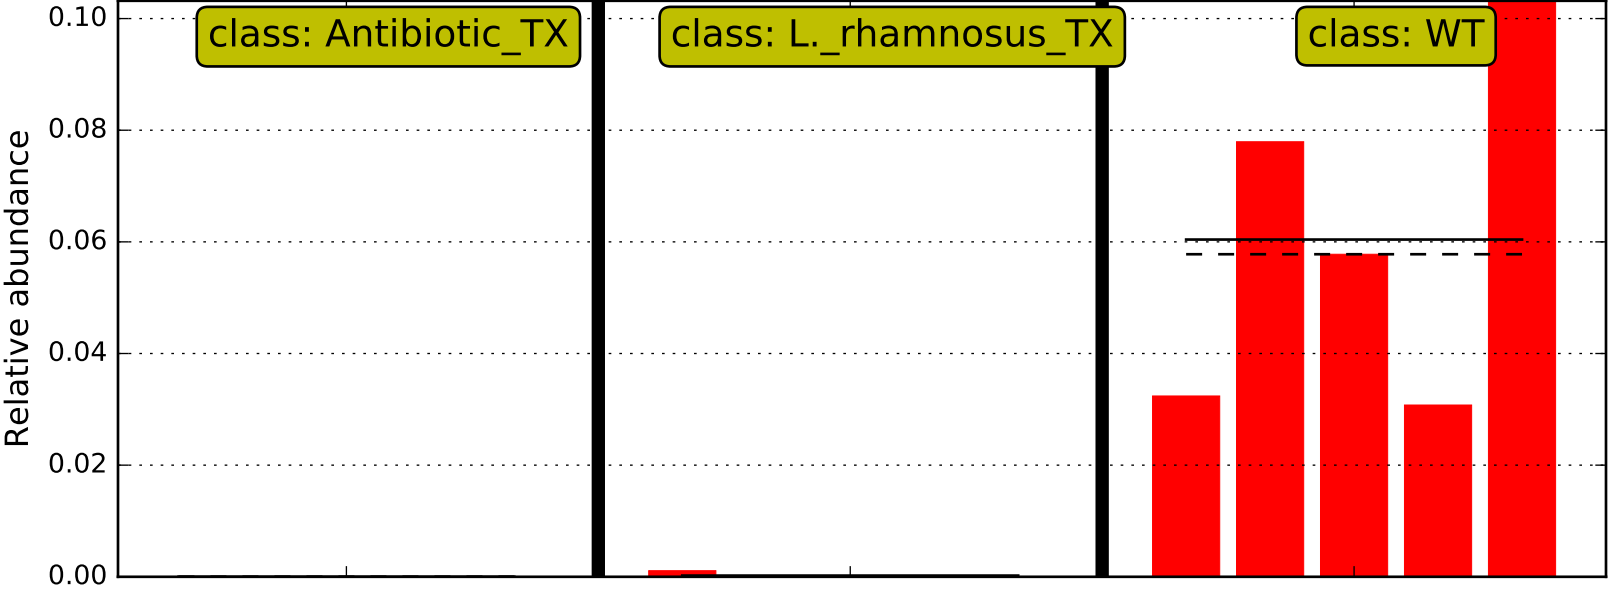 Relative abundance
0.10
0.08
0.06
0.04
0.02
0.00
class: Antibiotic_TX
class: L._rhamnosus_TX
class: WT